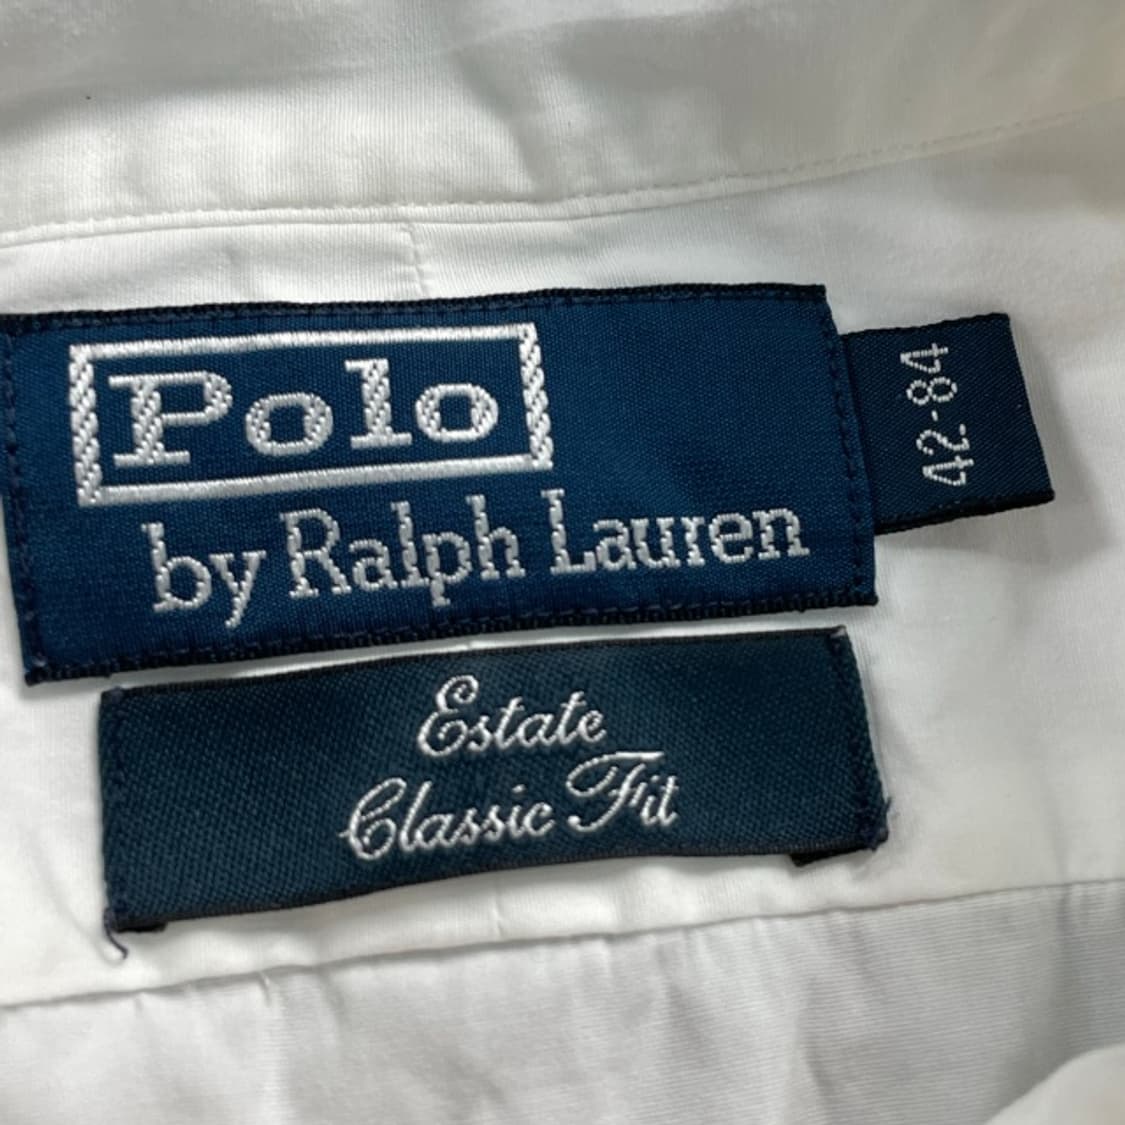 Polo
by Ralph Lauren
42-84
Estate
Classic Fit